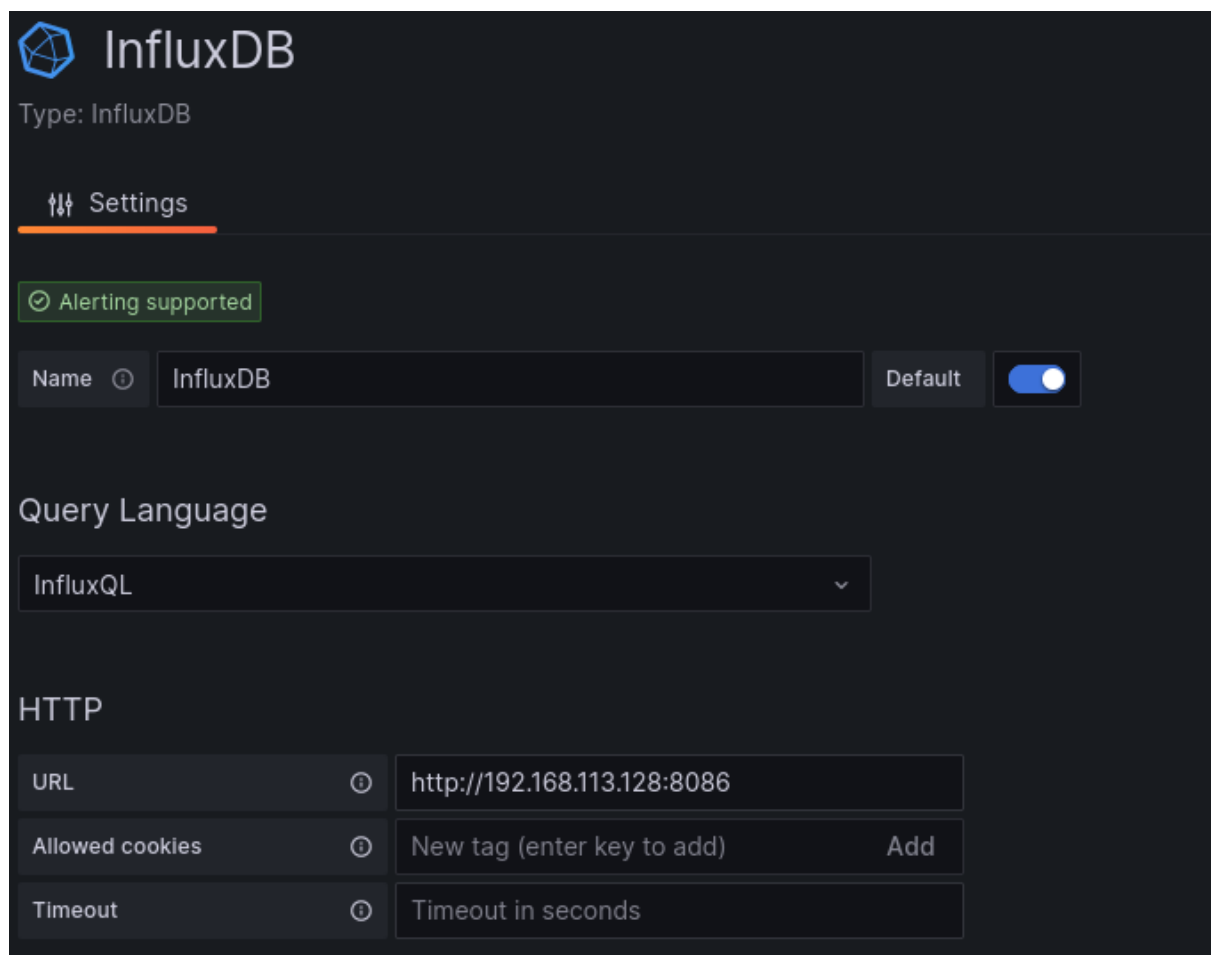 InfluxDB
Type: InfluxDB
Settings
Alerting supported
Name InfluxDB Default
Query Language
InfluxQL
HTTP
URL http://192.168.113.128:8086
Allowed cookies New tag (enter key to add) Add
Timeout Timeout in seconds